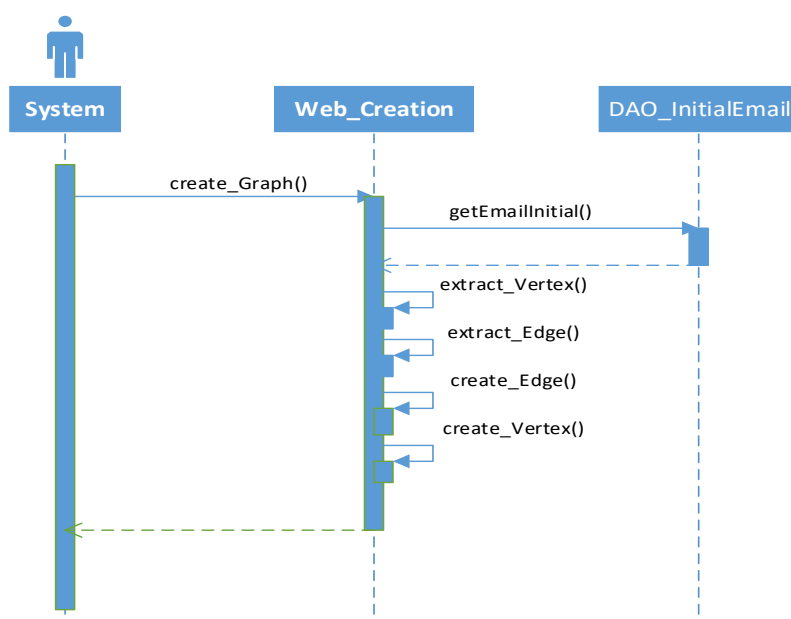 System
Web_Creation
DAO_InitialEmail
create_Graph()
getEmailInitial()
extract_Vertex()
extract_Edge()
create_Edge()
create_Vertex()